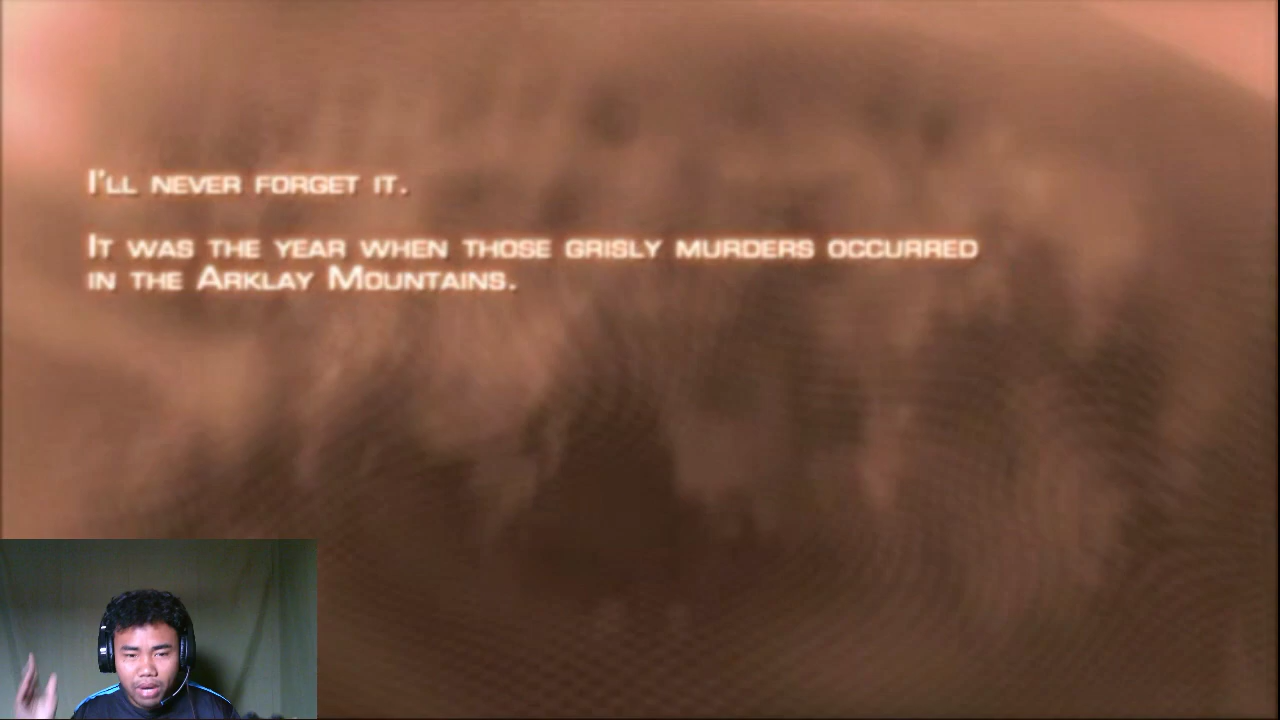 I'll never forget it.
It was the year when those grisly murders occurred
in the Arklay Mountains.